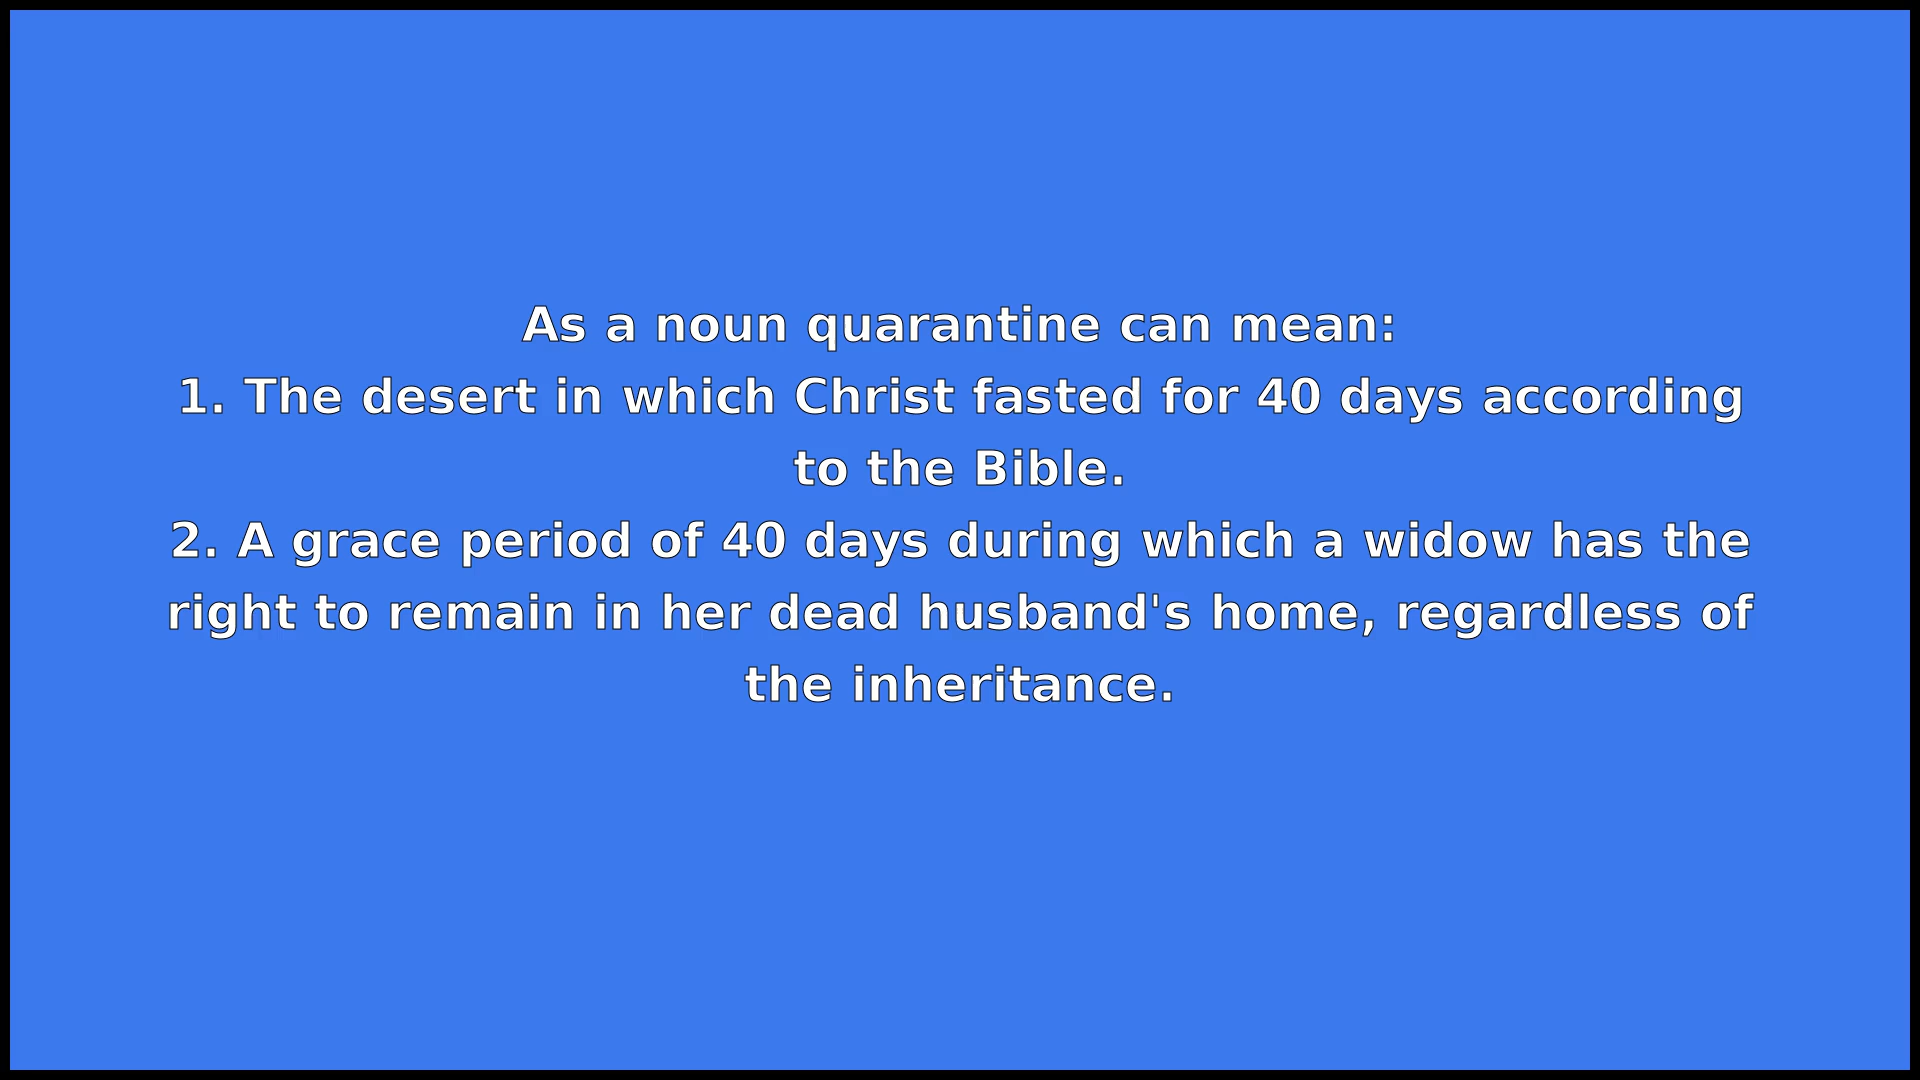 As a noun quarantine can mean:
1. The desert in which Christ fasted for 40 days according
to the Bible.
2. A grace period of 40 days during which a widow has the
right to remain in her dead husband's home, regardless of
the inheritance.